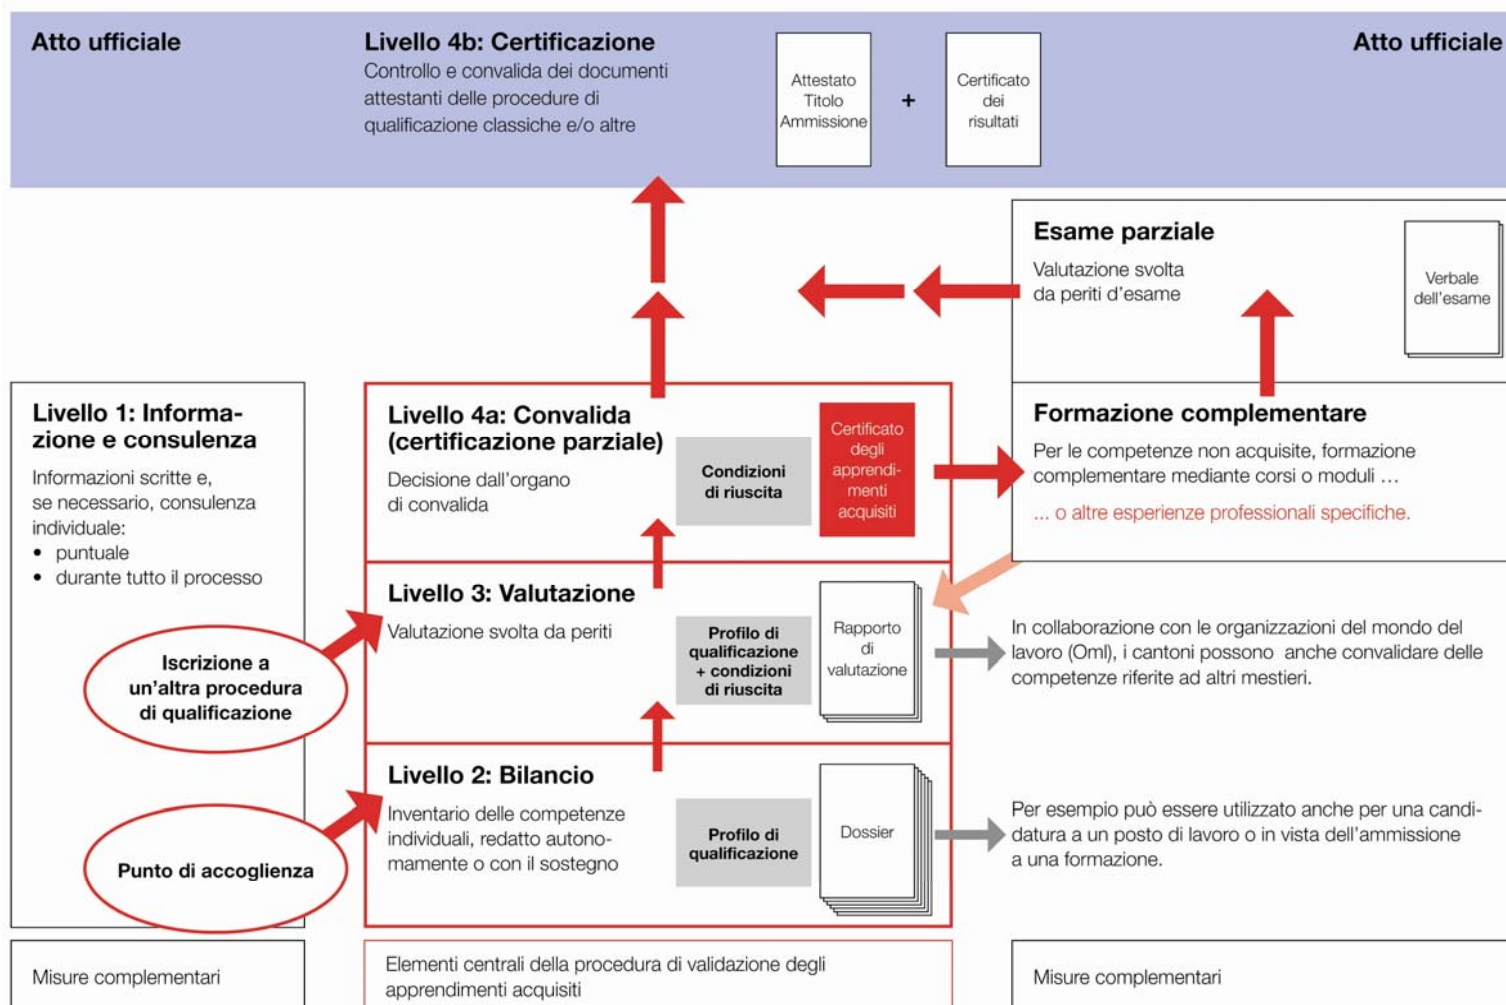 Atto ufficiale
Livello 4b: Certificazione
Controllo e convalida dei documenti
attestanti delle procedure di
qualificazione classiche e/o altre
Attestato
Titolo
Ammissione
+
Certificato
dei
risultati
Atto ufficiale
Esame parziale
Valutazione svolta
da periti d'esame
Verbale
dell'esame
Livello 1: Informa-
zione e consulenza
Informazioni scritte e,
se necessario, consulenza
individuale:
• puntuale
• durante tutto il processo
Iscrizione a
un'altra procedura
di qualificazione
Punto di accoglienza
Livello 4a: Convalida
(certificazione parziale)
Decisione dall'organo
di convalida
Condizioni
di riuscita
Certificato
degli
apprendi-
menti
acquisiti
Formazione complementare
Per le competenze non acquisite, formazione
complementare mediante corsi o moduli …
... o altre esperienze professionali specifiche.
Livello 3: Valutazione
Valutazione svolta da periti
Profilo di
qualificazione
+ condizioni
di riuscita
Rapporto
di
valutazione
In collaborazione con le organizzazioni del mondo del
lavoro (Oml), i cantoni possono anche convalidare delle
competenze riferite ad altri mestieri.
Livello 2: Bilancio
Inventario delle competenze
individuali, redatto autono-
mamente o con il sostegno
Profilo di
qualificazione
Dossier
Per esempio può essere utilizzato anche per una candi-
datura a un posto di lavoro o in vista dell'ammissione
a una formazione.
Misure complementari
Elementi centrali della procedura di validazione degli
apprendimenti acquisiti
Misure complementari